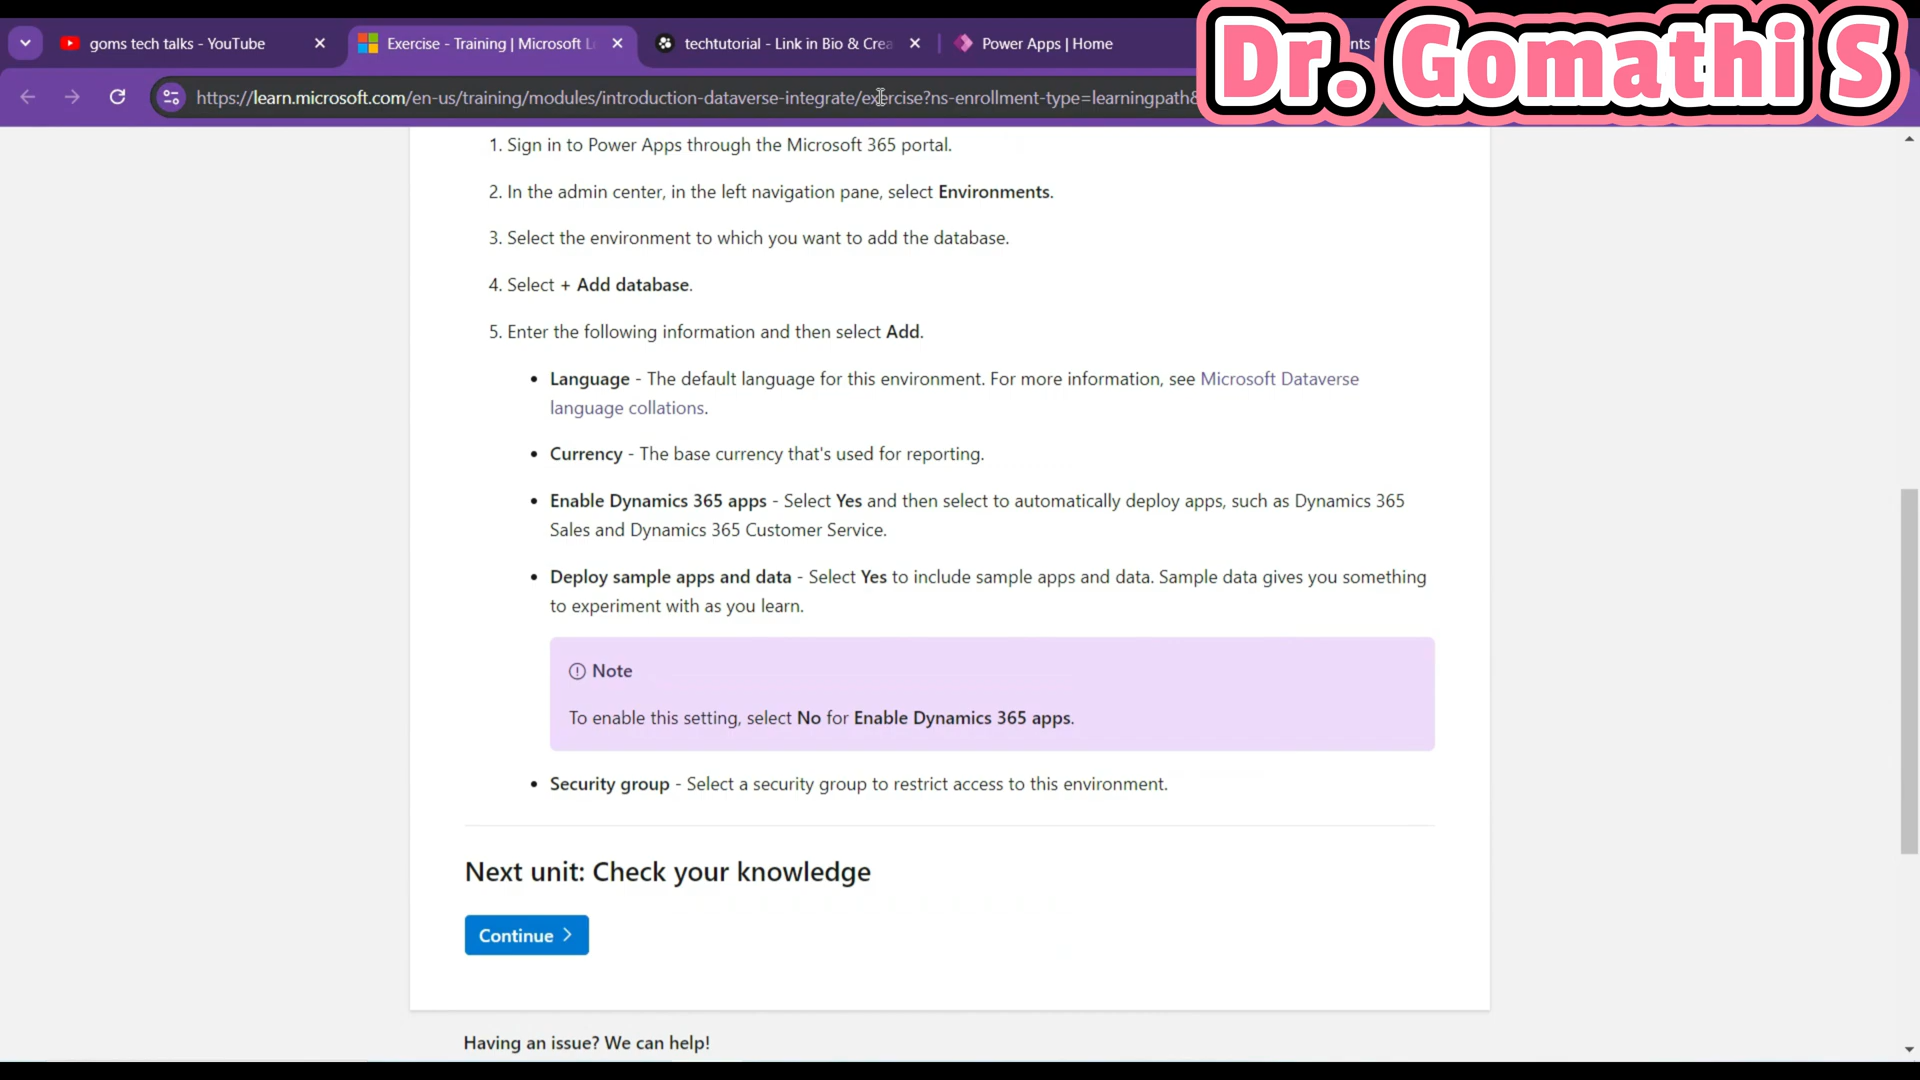 goms tech talks - YouTube
Exercise - Training | Microsoft L
techtutorial - Link in Bio & Crea
Power Apps | Home
nts
Dr. Gomathi S
https://learn.microsoft.com/en-us/training/modules/introduction-dataverse-integrate/exercise?ns-enrollment-type=learningpath&
1. Sign in to Power Apps through the Microsoft 365 portal.
2. In the admin center, in the left navigation pane, select Environments.
3. Select the environment to which you want to add the database.
4. Select + Add database.
5. Enter the following information and then select Add.
• Language - The default language for this environment. For more information, see Microsoft Dataverse
language collations.
• Currency - The base currency that's used for reporting.
• Enable Dynamics 365 apps - Select Yes and then select to automatically deploy apps, such as Dynamics 365
Sales and Dynamics 365 Customer Service.
• Deploy sample apps and data - Select Yes to include sample apps and data. Sample data gives you something
to experiment with as you learn.
Note
To enable this setting, select No for Enable Dynamics 365 apps.
• Security group - Select a security group to restrict access to this environment.
Next unit: Check your knowledge
Continue
Having an issue? We can help!